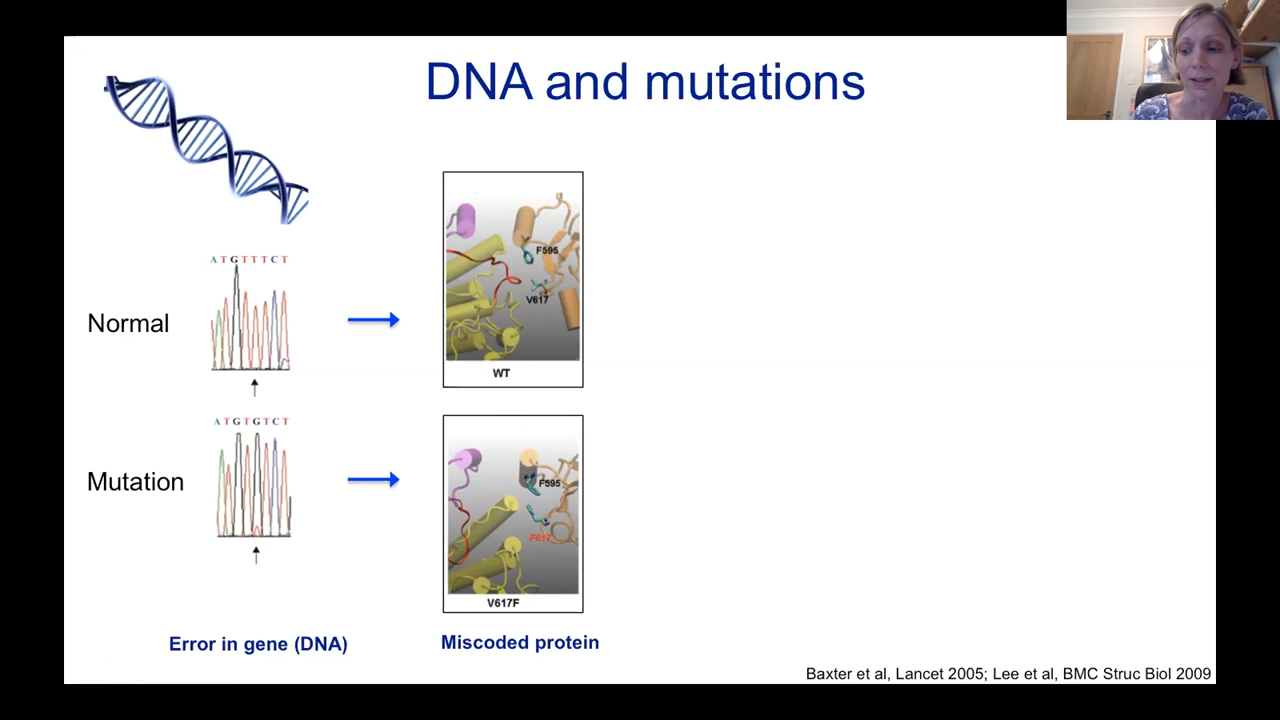 DNA and mutations
A T G T T T C T
Normal
F595
V617
WT
A T G T G T C T
Mutation
F595
F617
V617F
Error in gene (DNA)
Miscoded protein
Baxter et al, Lancet 2005; Lee et al, BMC Struc Biol 2009